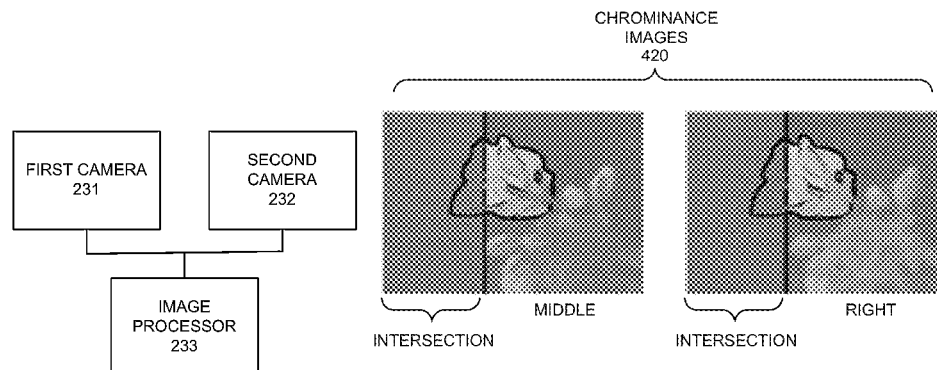 CHROMINANCE
IMAGES
420
FIRST CAMERA
231
SECOND
CAMERA
232
IMAGE
PROCESSOR
233
MIDDLE
RIGHT
INTERSECTION
INTERSECTION